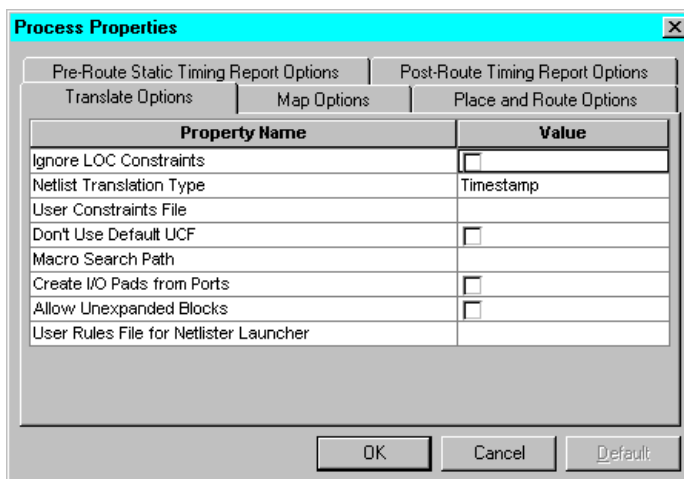 Process Properties
Pre-Route Static Timing Report Options Post-Route Timing Report Options
Translate Options Map Options Place and Route Options
Property Name Value
Ignore LOC Constraints
Netlist Translation Type Timestamp
User Constraints File
Don't Use Default UCF
Macro Search Path
Create I/O Pads from Ports
Allow Unexpanded Blocks
User Rules File for Netlister Launcher
OK Cancel Default